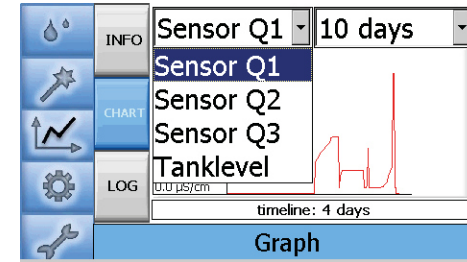 INFO
Sensor Q1
10 days
Sensor Q1
Sensor Q2
CHART
Sensor Q3
Tanklevel
LOG
0.0 µS/cm
timeline: 4 days
Graph